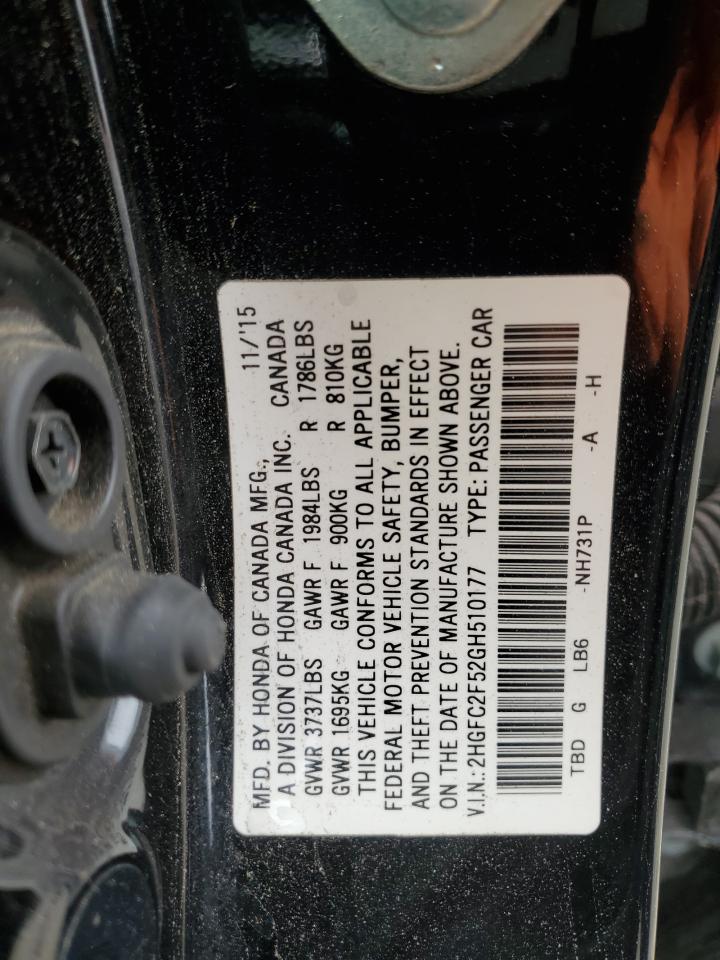 MFD. BY HONDA OF CANADA MFG., 11/'15
A DIVISION OF HONDA CANADA INC. CANADA
GVWR 3737LBS GAWR F 1984LBS R 1786LBS
GVWR 1695KG GAWR F 900KG R 810KG
THIS VEHICLE CONFORMS TO ALL APPLICABLE
FEDERAL MOTOR VEHICLE SAFETY, BUMPER,
AND THEFT PREVENTION STANDARDS IN EFFECT
ON THE DATE OF MANUFACTURE SHOWN ABOVE.
V.I.N.: 2HGFC2F52GH510177 TYPE: PASSENGER CAR
TBD G LB6 -NH731P -A -H